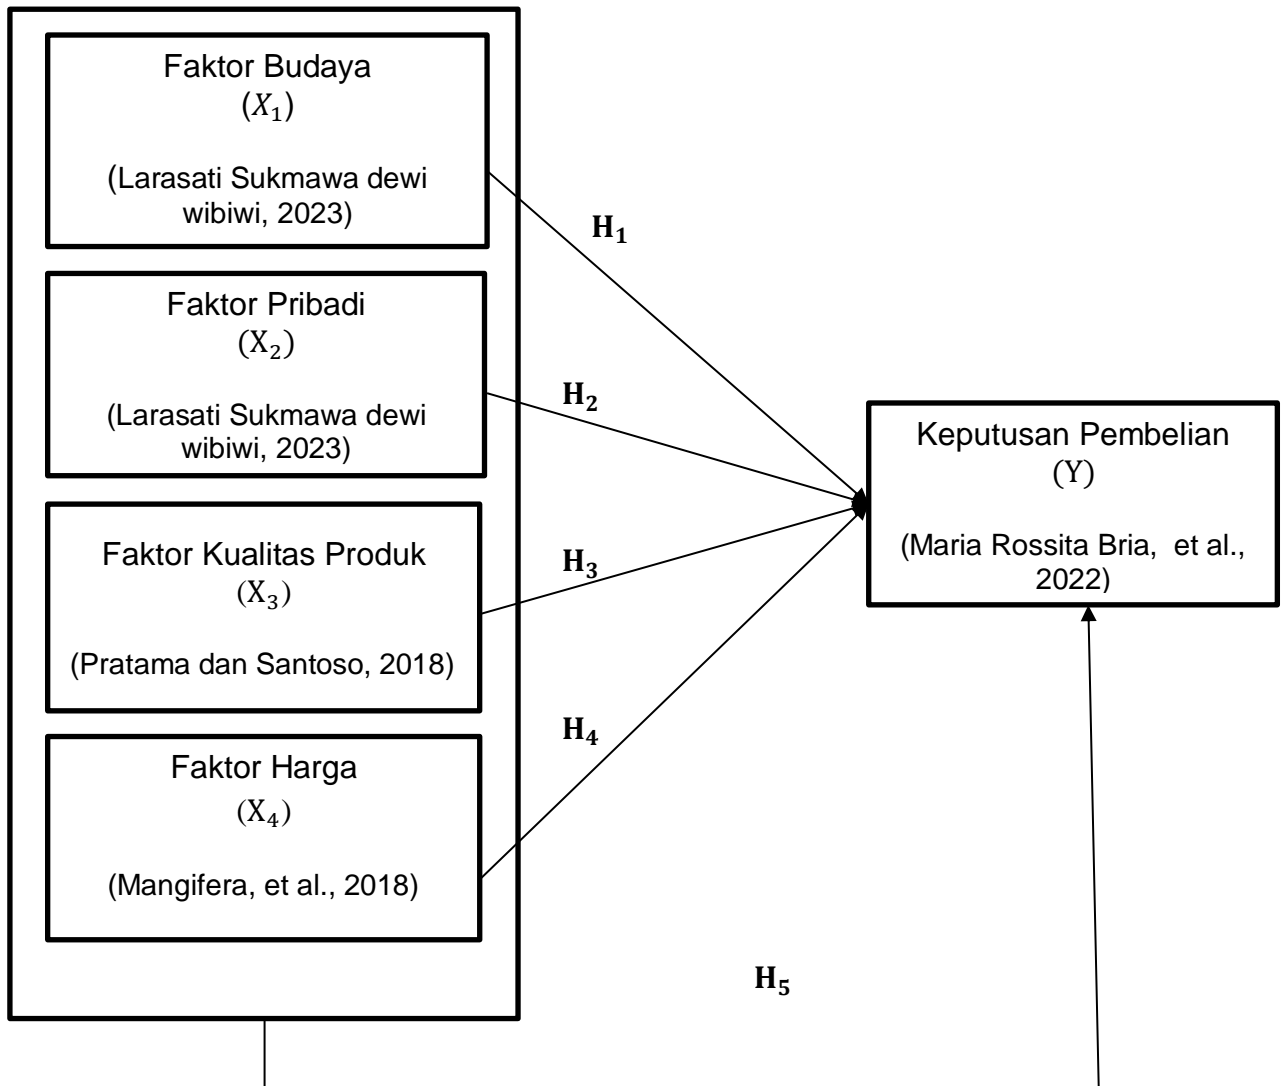 Faktor Budaya
(X₁)
(Larasati Sukmawa dewi
wibiwi, 2023)
Faktor Pribadi
(X₂)
(Larasati Sukmawa dewi
wibiwi, 2023)
Faktor Kualitas Produk
(X₃)
(Pratama dan Santoso, 2018)
Faktor Harga
(X₄)
(Mangifera, et al., 2018)
H₁
H₂
H₃
H₄
H₅
Keputusan Pembelian
(Y)
(Maria Rossita Bria,  et al.,
2022)